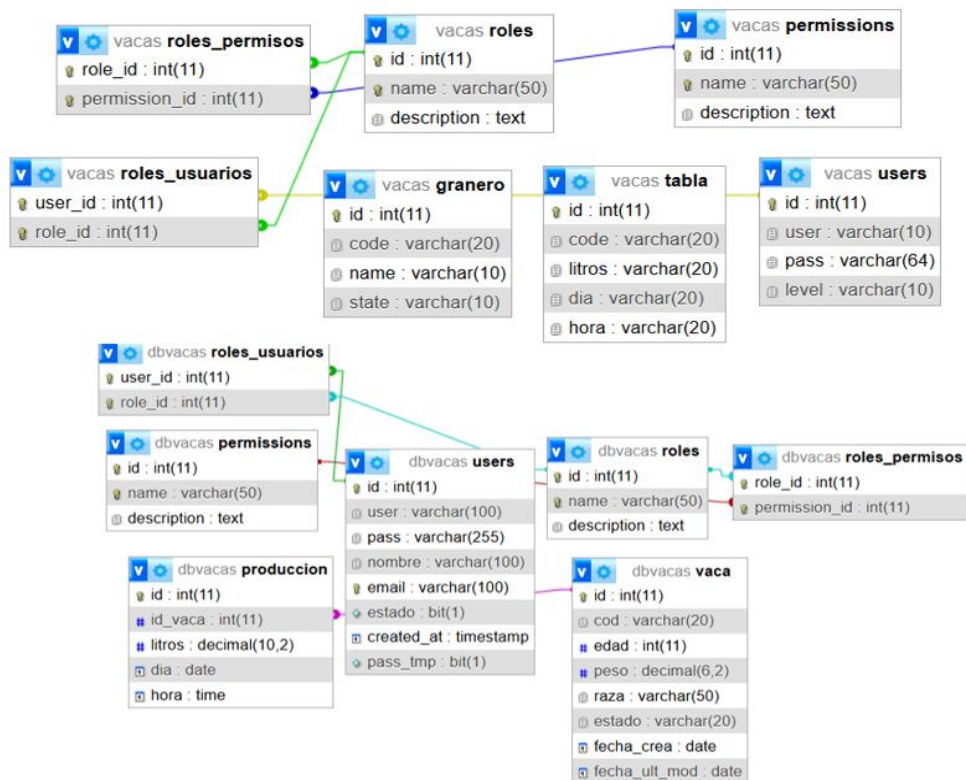 vacas roles_permisos
role_id : int(11)
permission_id : int(11)
vacas roles
id : int(11)
name : varchar(50)
description : text
vacas permissions
id : int(11)
name : varchar(50)
description : text
vacas roles_usuarios
user_id : int(11)
role_id : int(11)
vacas granero
id : int(11)
code : varchar(20)
name : varchar(10)
state : varchar(10)
vacas tabla
id : int(11)
code : varchar(20)
litros : varchar(20)
dia : varchar(20)
hora : varchar(20)
vacas users
id : int(11)
user : varchar(10)
pass : varchar(64)
level : varchar(10)
dbvacas roles_usuarios
user_id : int(11)
role_id : int(11)
dbvacas permissions
id : int(11)
name : varchar(50)
description : text
dbvacas users
id : int(11)
user : varchar(100)
pass : varchar(255)
nombre : varchar(100)
email : varchar(100)
estado : bit(1)
created_at : timestamp
pass_tmp : bit(1)
dbvacas roles
id : int(11)
name : varchar(50)
description : text
dbvacas roles_permisos
role_id : int(11)
permission_id : int(11)
dbvacas produccion
id : int(11)
id_vaca : int(11)
litros : decimal(10,2)
dia : date
hora : time
dbvacas vaca
id : int(11)
cod : varchar(20)
edad : int(11)
peso : decimal(6,2)
raza : varchar(50)
estado : varchar(20)
fecha_crea : date
fecha_ult_mod : date